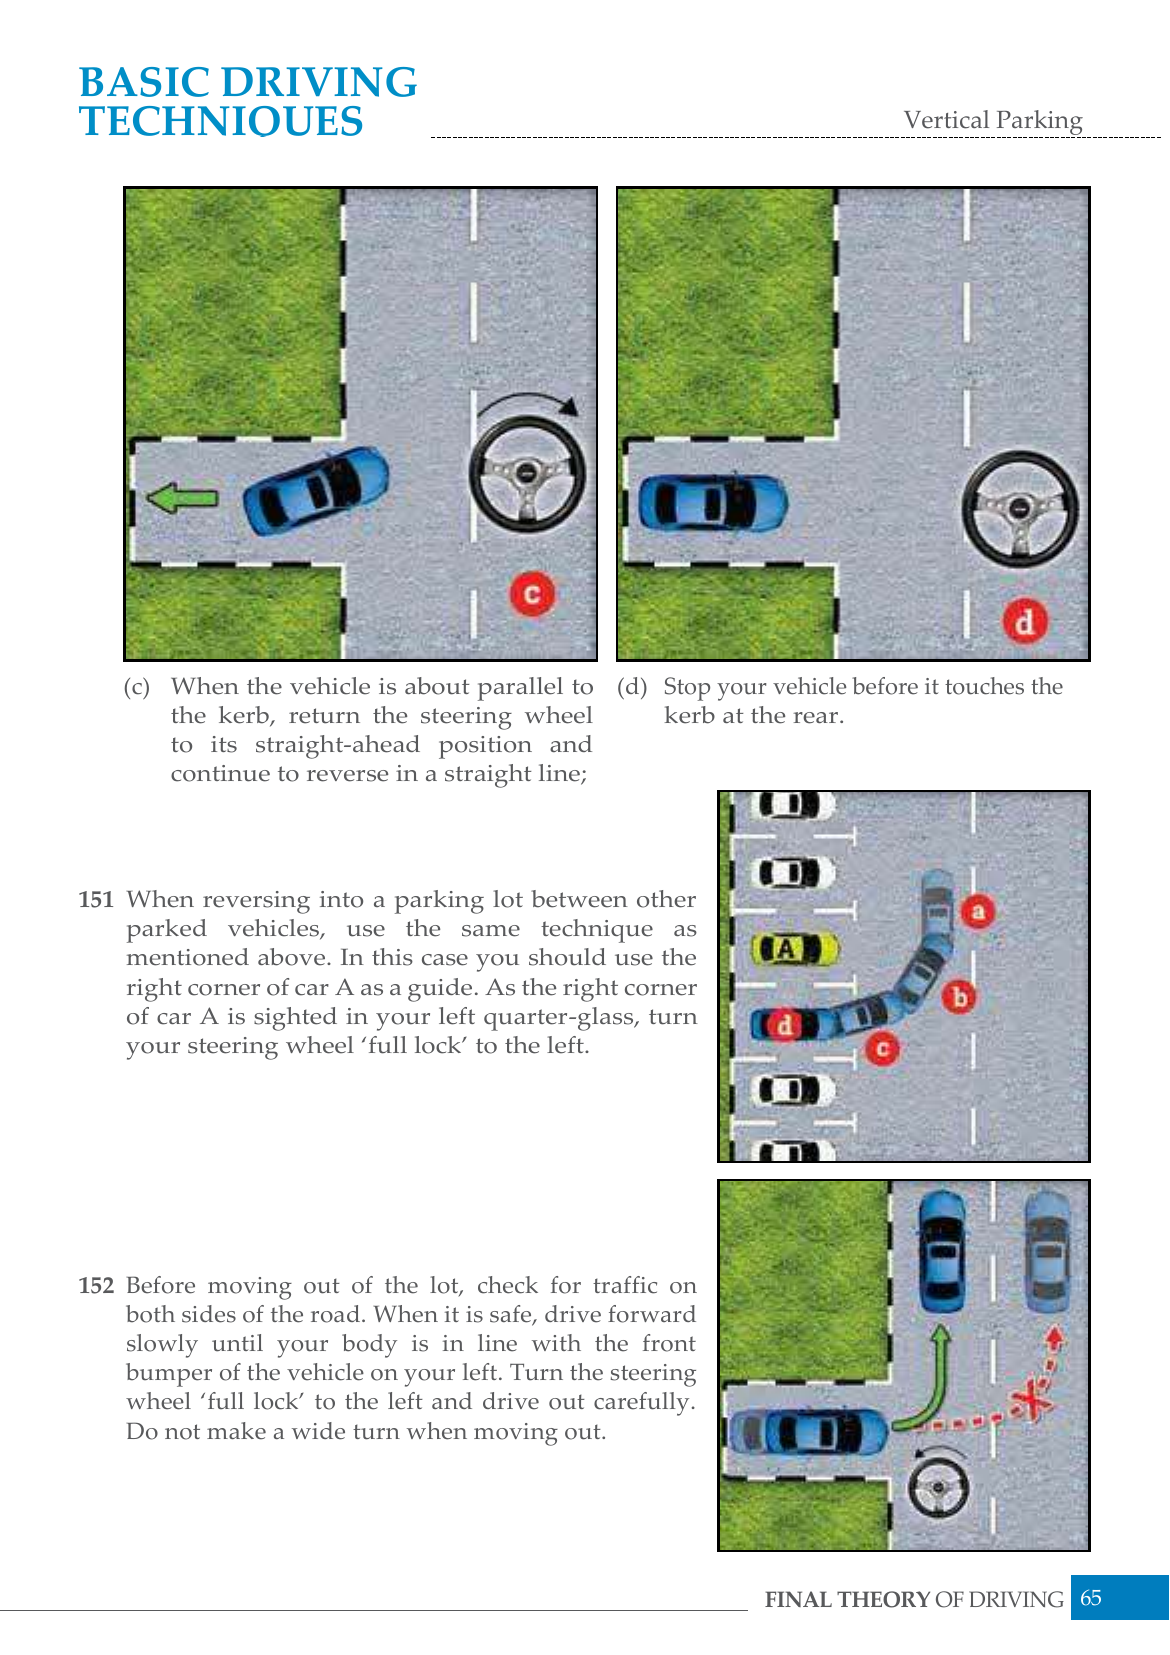 BASIC DRIVING
TECHNIQUES
Vertical Parking
c
d
(c) When the vehicle is about parallel to
the kerb, return the steering wheel
to its straight-ahead position and
continue to reverse in a straight line;
(d) Stop your vehicle before it touches the
kerb at the rear.
151 When reversing into a parking lot between other
parked vehicles, use the same technique as
mentioned above. In this case you should use the
right corner of car A as a guide. As the right corner
of car A is sighted in your left quarter-glass, turn
your steering wheel ‘full lock’ to the left.
a
A
b
d
c
152 Before moving out of the lot, check for traffic on
both sides of the road. When it is safe, drive forward
slowly until your body is in line with the front
bumper of the vehicle on your left. Turn the steering
wheel ‘full lock’ to the left and drive out carefully.
Do not make a wide turn when moving out.
FINAL THEORY OF DRIVING 65